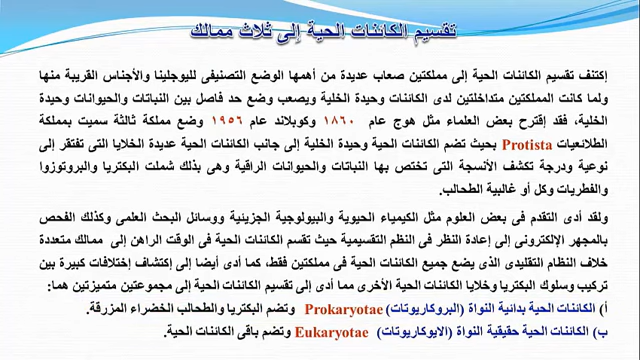 تقسيم الكائنات الحية إلى ثلاث ممالك
إكتنف تقسيم الكائنات الحية إلى مملكتين صعاب عديدة من أهمها الوضع التصنيفى لليوجلينا والأجناس القريبة منها
ولما كانت المملكتين متداخلتين لدى الكائنات وحيدة الخلية ويصعب وضع حد فاصل بين النباتات والحيوانات وحيدة
الخلية، فقد إقترح بعض العلماء مثل هوج عام ١٨٦٠ وكوبلاند عام ١٩٥٦ وضع مملكة ثالثة سميت بمملكة
الطلائعيات Protista بحيث تضم الكائنات الحية وحيدة الخلية إلى جانب الكائنات الحية عديدة الخلايا التى تفتقر إلى
نوعية ودرجة تكشف الأنسجة التى تختص بها النباتات والحيوانات الراقية وهى بذلك شملت البكتريا والبروتوزوا
والفطريات وكل أو غالبية الطحالب.
ولقد أدى التقدم فى بعض العلوم مثل الكيمياء الحيوية والبيولوجية الجزيئية ووسائل البحث العلمى وكذلك الفحص
بالمجهر الإلكترونى إلى إعادة النظر فى النظم التقسيمية حيث تقسم الكائنات الحية فى الوقت الراهن إلى ممالك متعددة
خلاف النظام التقليدى الذى يضع جميع الكائنات الحية فى مملكتين فقط، كما أدى أيضا إلى إكتشاف إختلافات كبيرة بين
تركيب وسلوك البكتريا وخلايا الكائنات الحية الأخرى مما أدى إلى تقسيم الكائنات الحية إلى مجموعتين متميزتين هما:
أ) الكائنات الحية بدائية النواة (البروكاريوتات) Prokaryotae وتضم البكتريا والطحالب الخضراء المزرقة.
ب) الكائنات الحية حقيقية النواة (الايوكاريوتات) Eukaryotae وتضم باقى الكائنات الحية.